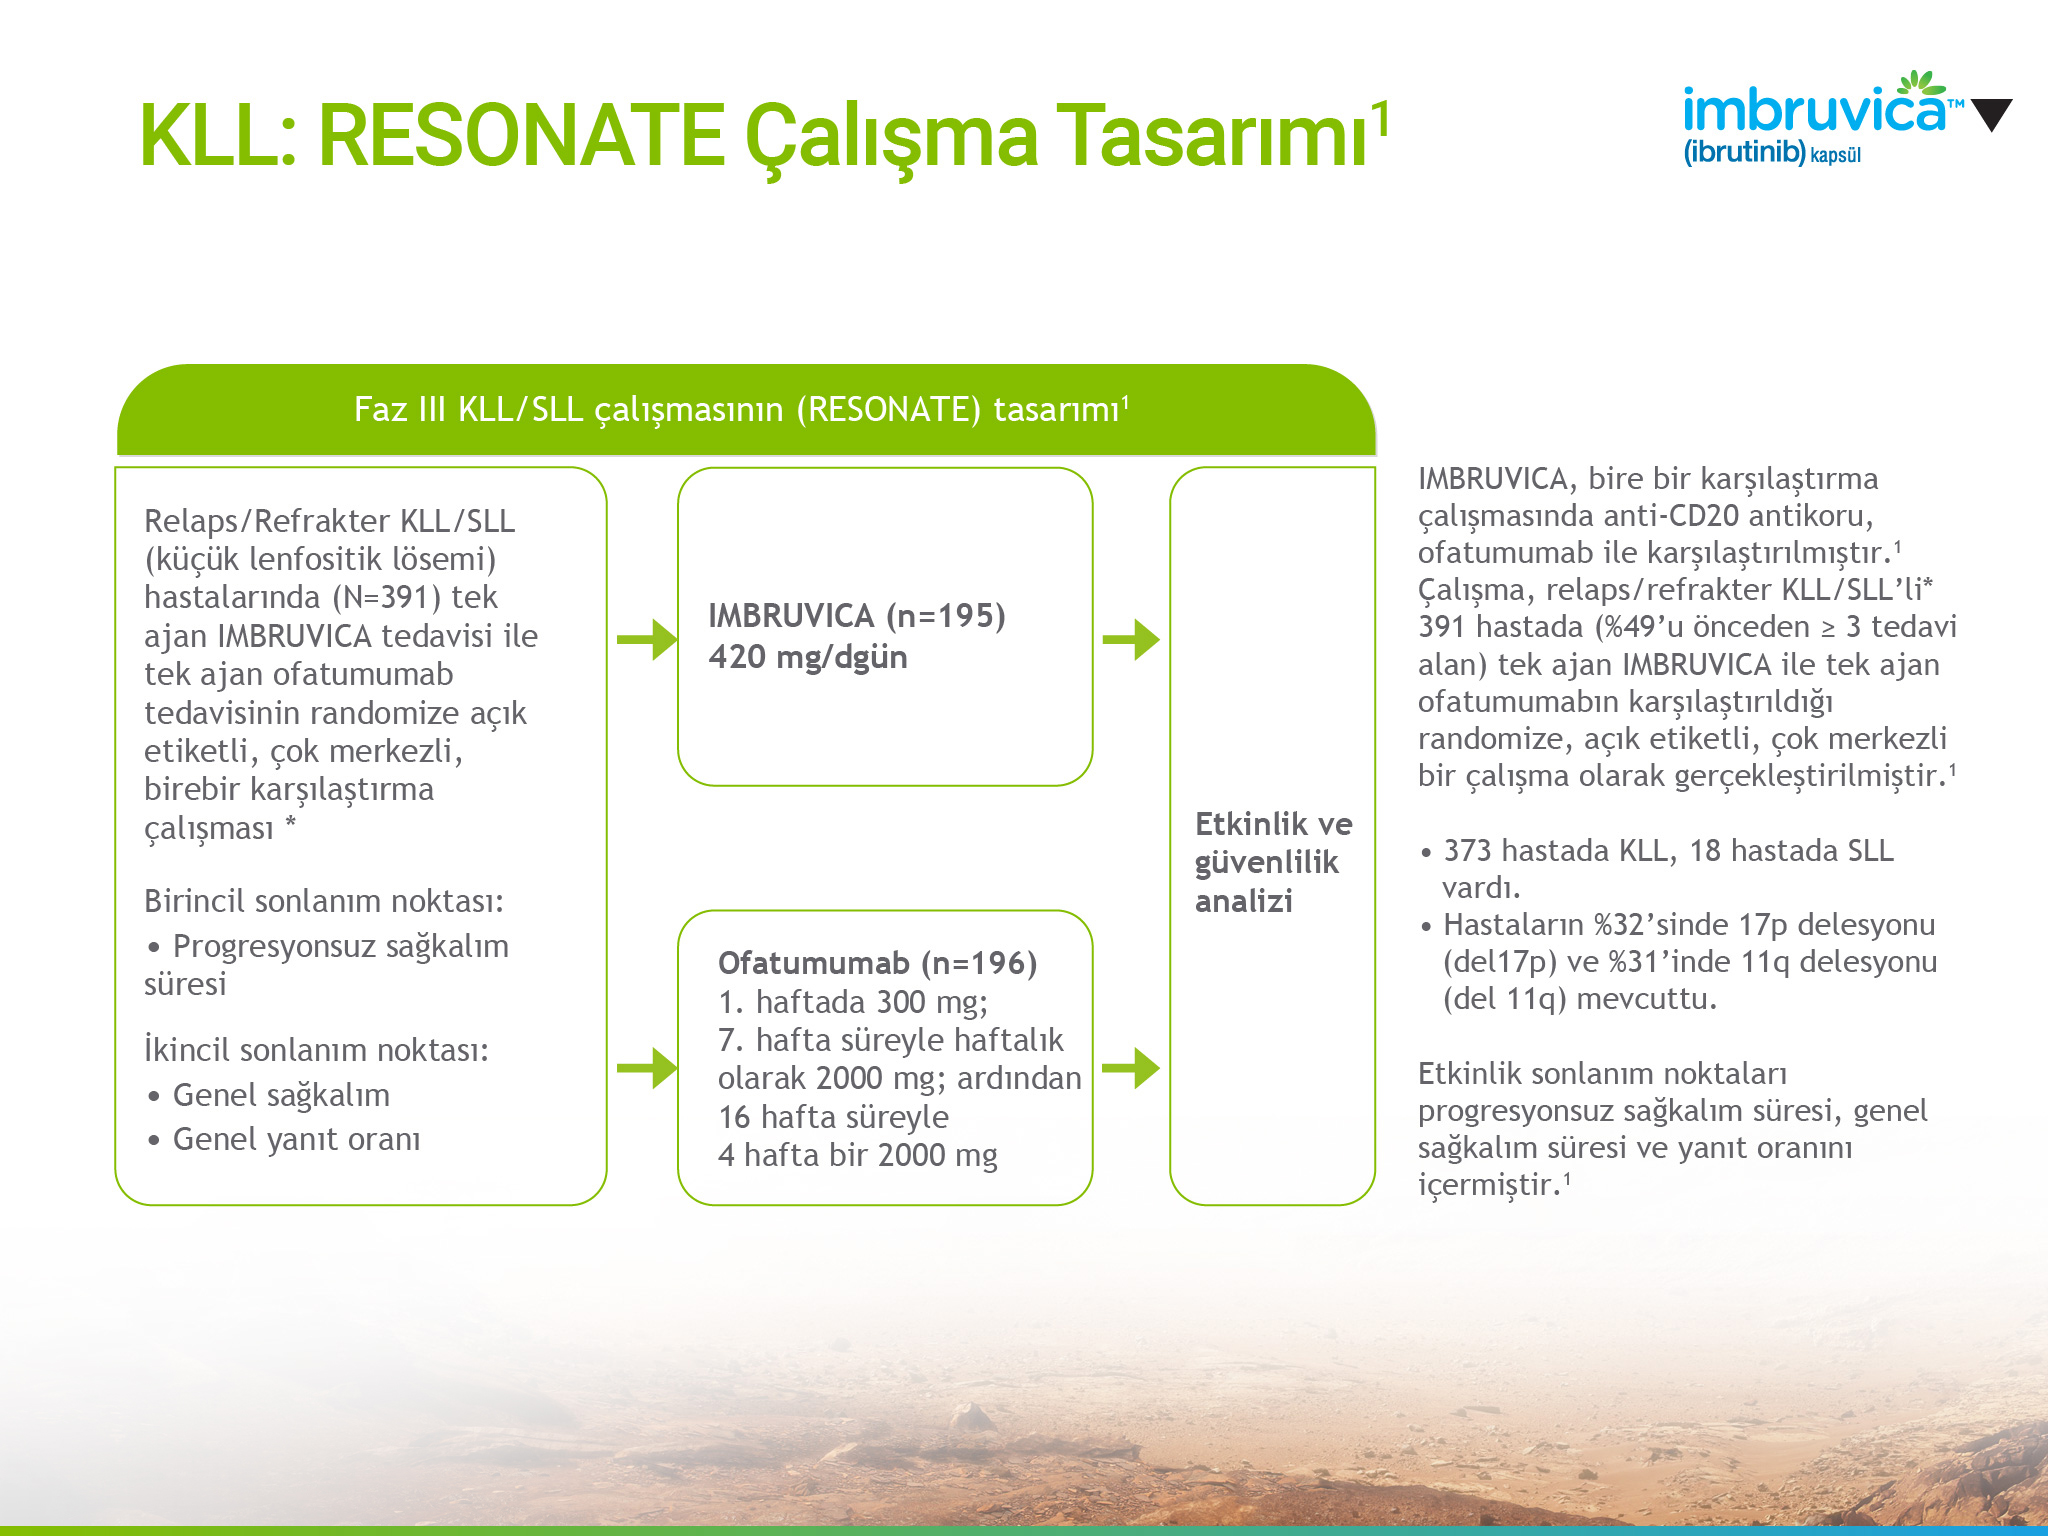 KLL: RESONATE Çalışma Tasarımı¹
imbruvica™
(ibrutinib) kapsül
Faz III KLL/SLL çalışmasının (RESONATE) tasarımı¹
Relaps/Refrakter KLL/SLL
(küçük lenfositik lösemi)
hastalarında (N=391) tek
ajan IMBRUVICA tedavisi ile
tek ajan ofatumumab
tedavisinin randomize açık
etiketli, çok merkezli,
birebir karşılaştırma
çalışması *
Birincil sonlanım noktası:
• Progresyonsuz sağkalım
süresi
İkincil sonlanım noktası:
• Genel sağkalım
• Genel yanıt oranı
IMBRUVICA (n=195)
420 mg/dgün
Ofatumumab (n=196)
1. haftada 300 mg;
7. hafta süreyle haftalık
olarak 2000 mg; ardından
16 hafta süreyle
4 hafta bir 2000 mg
Etkinlik ve
güvenlilik
analizi
IMBRUVICA, bire bir karşılaştırma
çalışmasında anti-CD20 antikoru,
ofatumumab ile karşılaştırılmıştır.¹
Çalışma, relaps/refrakter KLL/SLL’li*
391 hastada (%49’u önceden ≥ 3 tedavi
alan) tek ajan IMBRUVICA ile tek ajan
ofatumumabın karşılaştırıldığı
randomize, açık etiketli, çok merkezli
bir çalışma olarak gerçekleştirilmiştir.¹
• 373 hastada KLL, 18 hastada SLL
vardı.
• Hastaların %32’sinde 17p delesyonu
(del17p) ve %31’inde 11q delesyonu
(del 11q) mevcuttu.
Etkinlik sonlanım noktaları
progresyonsuz sağkalım süresi, genel
sağkalım süresi ve yanıt oranını
içermiştir.¹